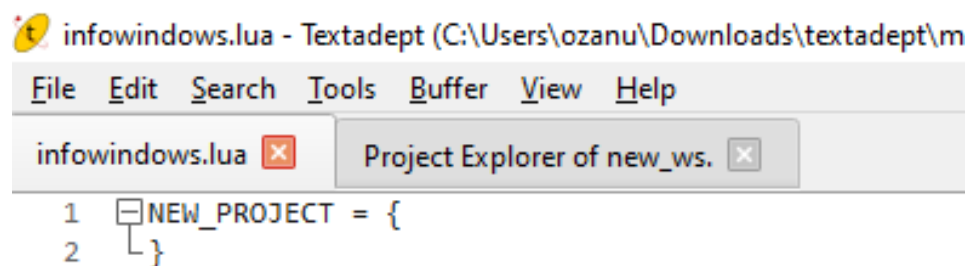 infowindows.lua - Textadept (C:\Users\ozanu\Downloads\textadept\m
File Edit Search Tools Buffer View Help
infowindows.lua Project Explorer of new_ws.
1 NEW_PROJECT = {
2 }